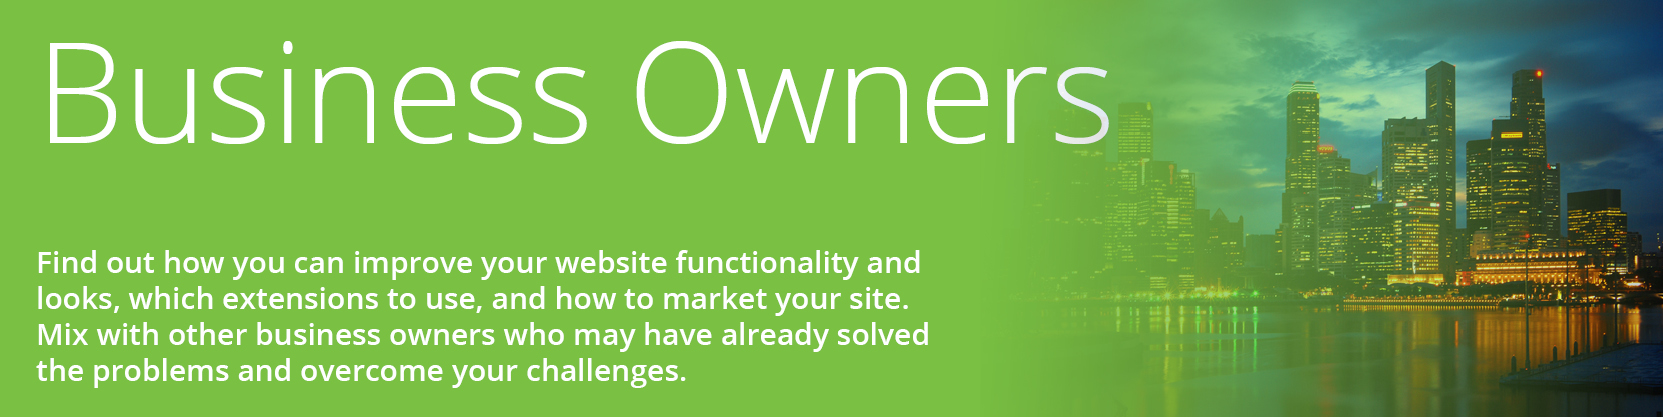 Business Owners
Find out how you can improve your website functionality and
looks, which extensions to use, and how to market your site.
Mix with other business owners who may have already solved
the problems and overcome your challenges.